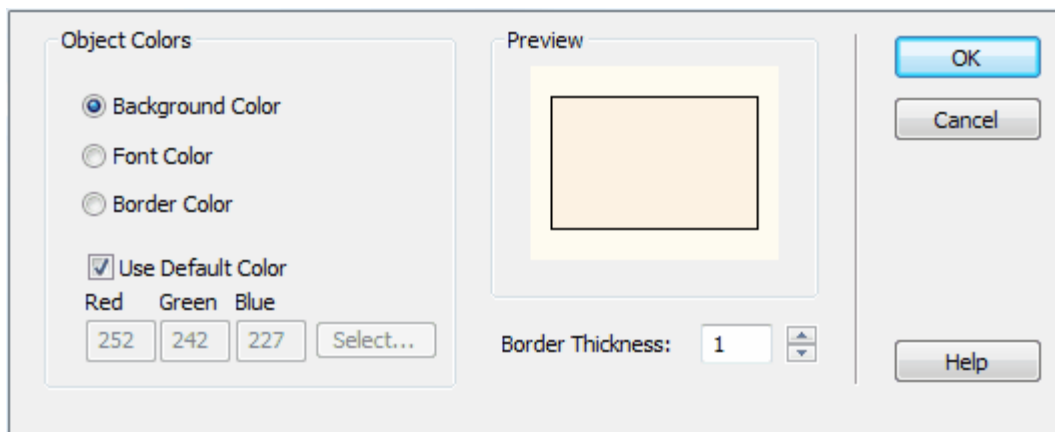 Object Colors
Background Color
Font Color
Border Color
Use Default Color
Red Green Blue
252 242 227 Select...
Preview
Border Thickness: 1
OK
Cancel
Help